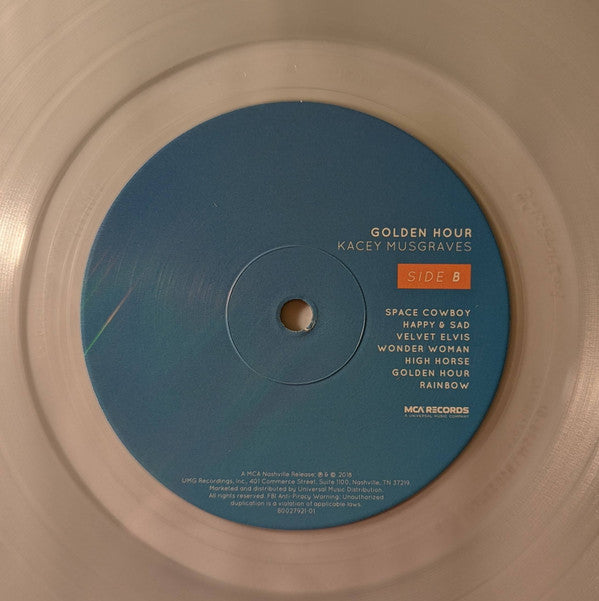 GOLDEN HOUR
KACEY MUSGRAVES
SIDE B
SPACE COWBOY
HAPPY & SAD
VELVET ELVIS
WONDER WOMAN
HIGH HORSE
GOLDEN HOUR
RAINBOW
MCA RECORDS
A UNIVERSAL MUSIC COMPANY
A MCA Nashville Release; ℗ & © 2018
UMG Recordings, Inc., 401 Commerce Street, Suite 1100, Nashville, TN 37219.
Marketed and distributed by Universal Music Distribution.
All rights reserved. FBI Anti-Piracy Warning: Unauthorized
duplication is a violation of applicable laws.
B0027921-01